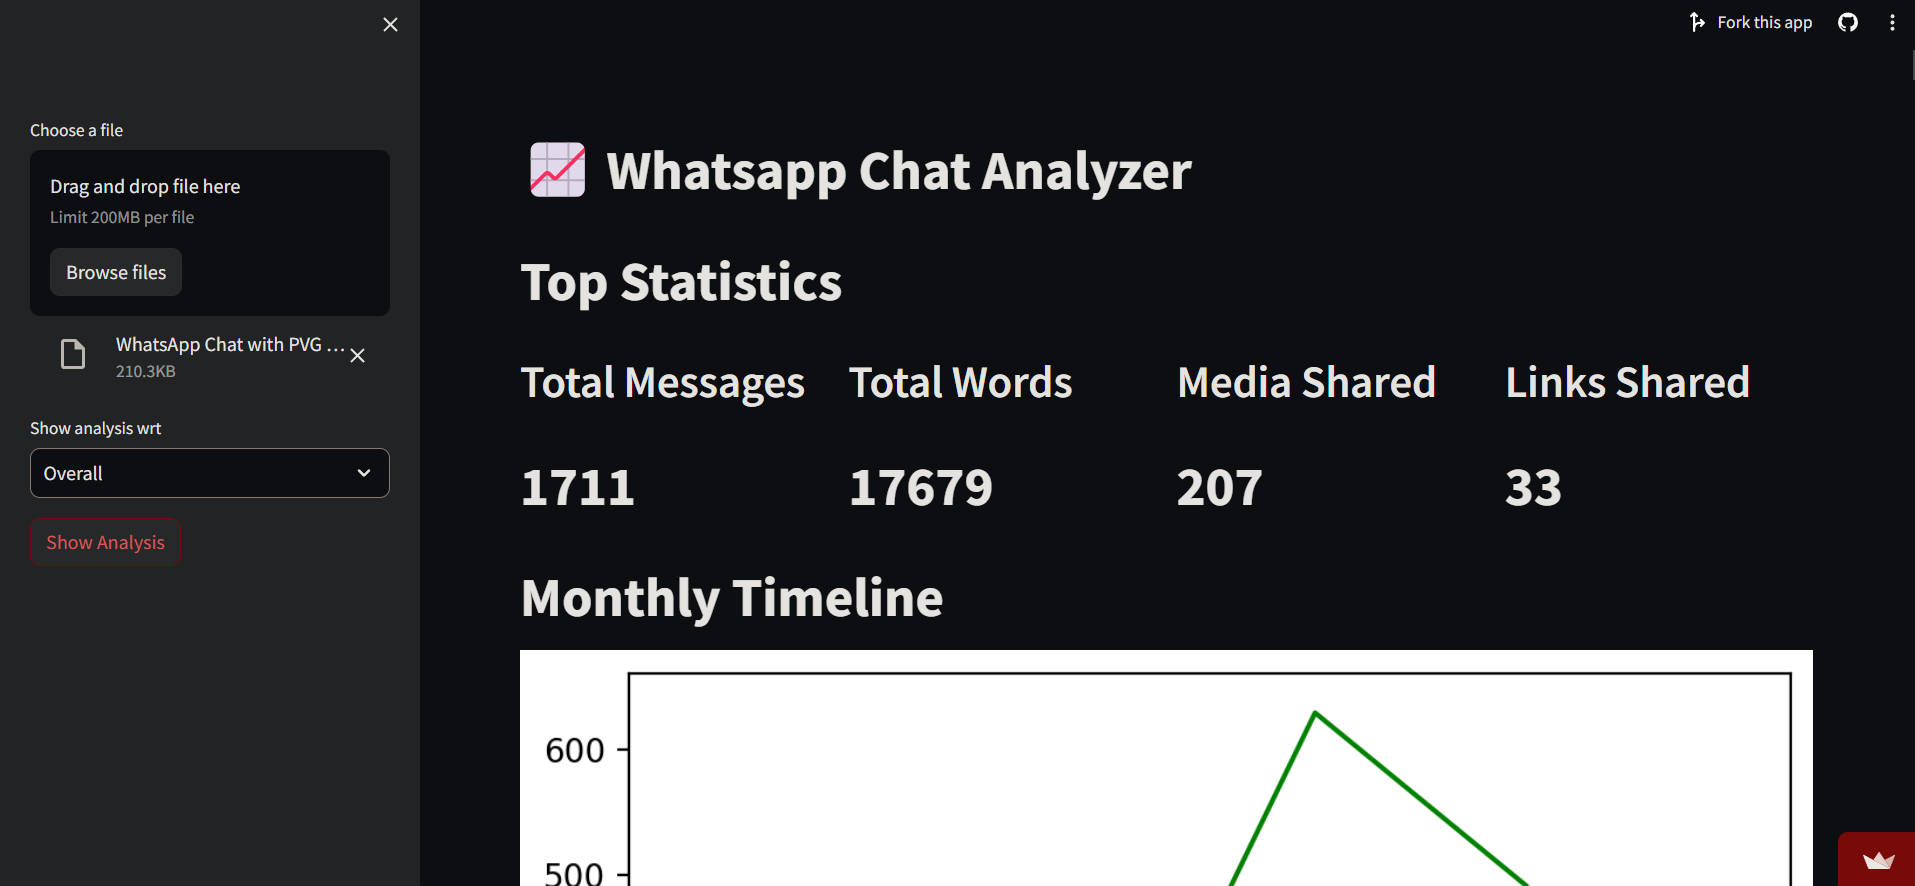 Fork this app
Choose a file
Drag and drop file here
Limit 200MB per file
Browse files
WhatsApp Chat with PVG ...
210.3KB
Show analysis wrt
Overall
Show Analysis
Whatsapp Chat Analyzer
Top Statistics
Total Messages Total Words Media Shared Links Shared
1711 17679 207 33
Monthly Timeline
600
500